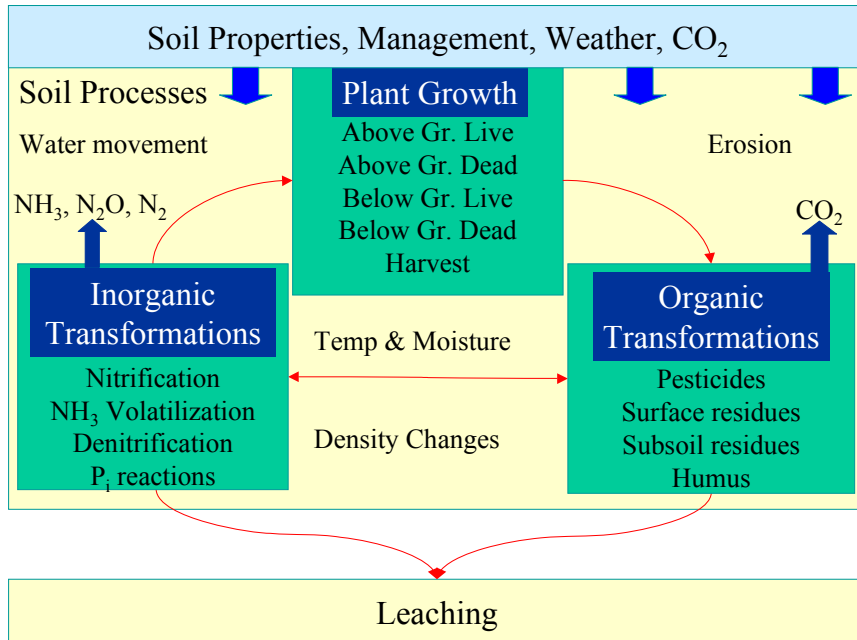 Soil Properties, Management, Weather, CO₂
Soil Processes
Plant Growth
Water movement
Above Gr. Live
Above Gr. Dead
Below Gr. Live
Below Gr. Dead
Harvest
Erosion
NH₃, N₂O, N₂
CO₂
Inorganic
Transformations
Nitrification
NH₃ Volatilization
Denitrification
Pᵢ reactions
Temp & Moisture
Density Changes
Organic
Transformations
Pesticides
Surface residues
Subsoil residues
Humus
Leaching